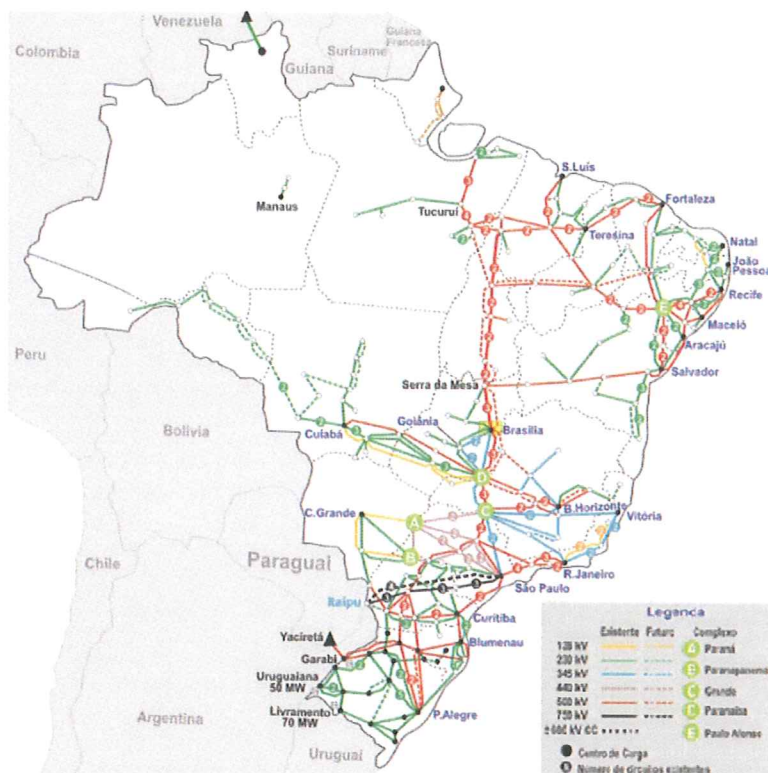 Venezuela
Guiana Francesa
Suriname
Colombia
Guiana
Manaus
S.Luís
Tucuruí
Fortaleza
Teresina
Natal
João Pessoa
Recife
E
Maceió
Aracajú
Peru
Salvador
Serra da Mesa
Bolívia
Goiânia
Brasília
Cuiabá
D
C.Grande
B.Horizonte
Vitória
A
C
B
Chile
Paraguai
R.Janeiro
São Paulo
Itaipu
Curitiba
Yaciretá
Blumenau
Garabi
Uruguaiana
50 MW
Livramento
70 MW
P.Alegre
Argentina
Uruguai
Legenda
Existente Futuro Complexo
138 kV A Paraná
230 kV B Paranapanema
345 kV C Grande
440 kV D Paranaíba
500 kV E Paulo Afonso
750 kV
±600 kV CC
Centro de Carga
Número de circuitos existentes